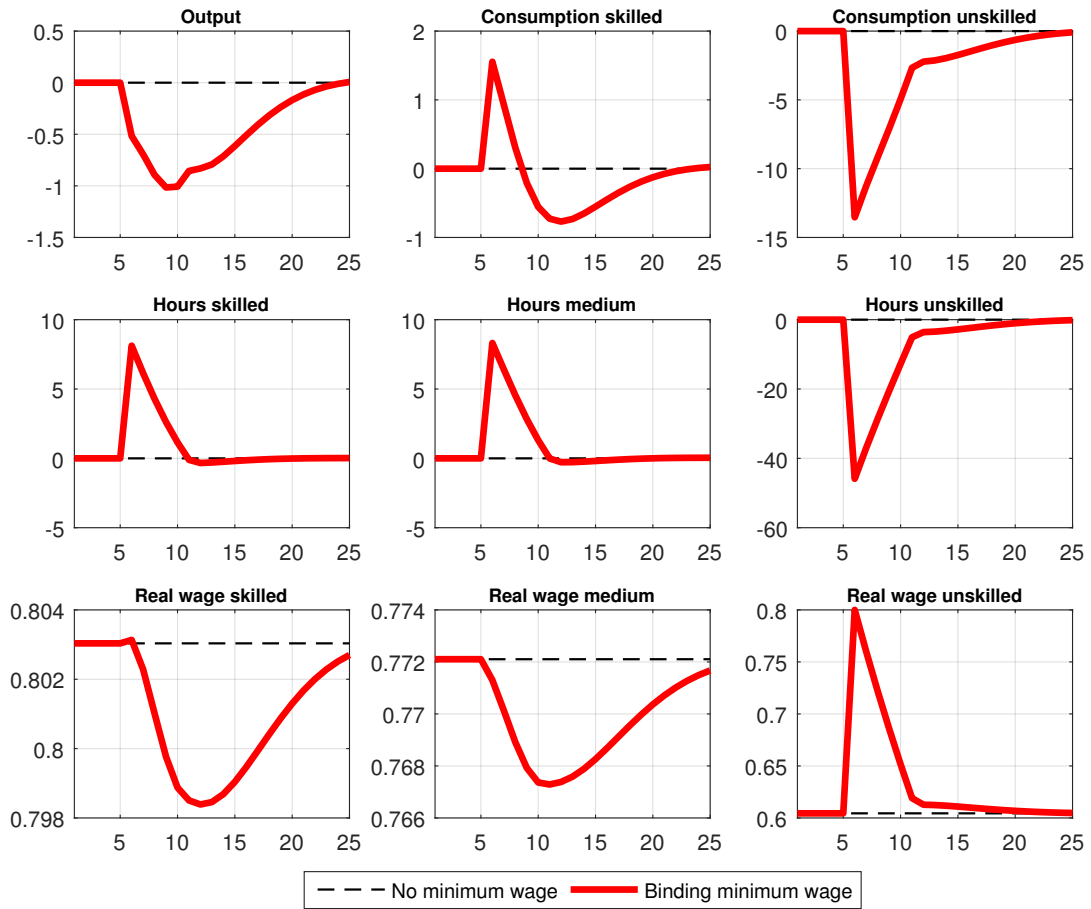 Output
0.5
0
-0.5
-1
-1.5
5 10 15 20 25
Consumption skilled
2
1
0
-1
5 10 15 20 25
Consumption unskilled
0
-5
-10
-15
5 10 15 20 25
Hours skilled
10
5
0
-5
5 10 15 20 25
Hours medium
10
5
0
-5
5 10 15 20 25
Hours unskilled
0
-20
-40
-60
5 10 15 20 25
Real wage skilled
0.804
0.802
0.8
0.798
5 10 15 20 25
Real wage medium
0.774
0.772
0.77
0.768
0.766
5 10 15 20 25
Real wage unskilled
0.8
0.75
0.7
0.65
0.6
5 10 15 20 25
No minimum wage Binding minimum wage